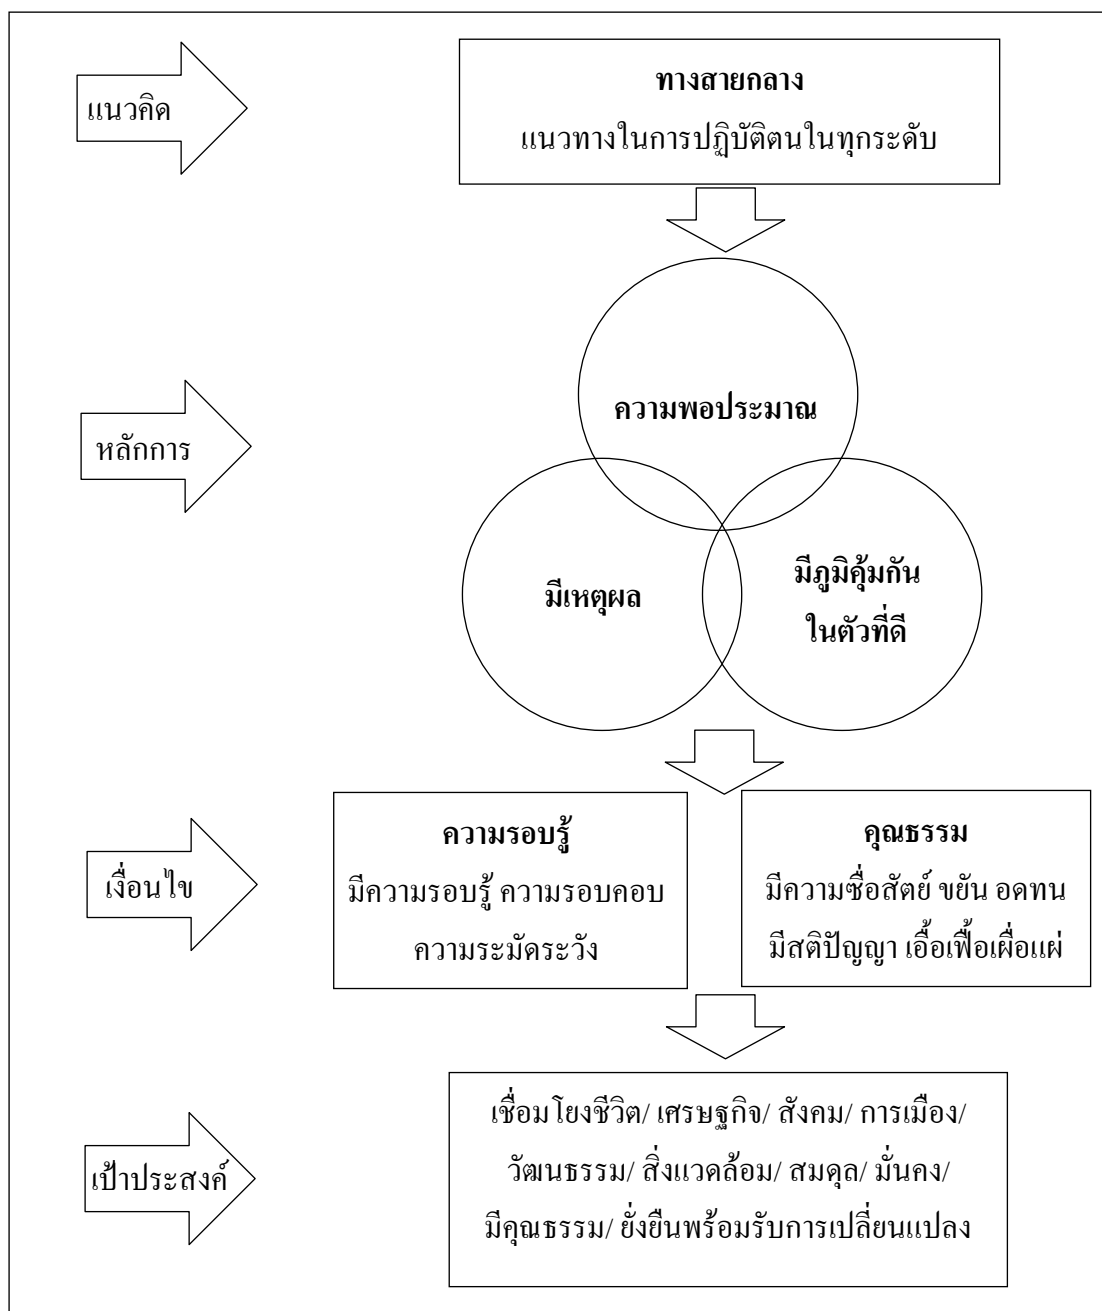 แนวคิด
ทางสายกลาง
แนวทางในการปฏิบัติตนในทุกระดับ
หลักการ
ความพอประมาณ
มีเหตุผล
มีภูมิคุ้มกัน
ในตัวที่ดี
เงื่อนไข
ความรอบรู้
มีความรอบรู้ ความรอบคอบ
ความระมัดระวัง
คุณธรรม
มีความซื่อสัตย์ ขยัน อดทน
มีสติปัญญา เอื้อเฟื้อเผื่อแผ่
เป้าประสงค์
เชื่อมโยงชีวิต/ เศรษฐกิจ/ สังคม/ การเมือง/
วัฒนธรรม/ สิ่งแวดล้อม/ สมดุล/ มั่นคง/
มีคุณธรรม/ ยั่งยืนพร้อมรับการเปลี่ยนแปลง